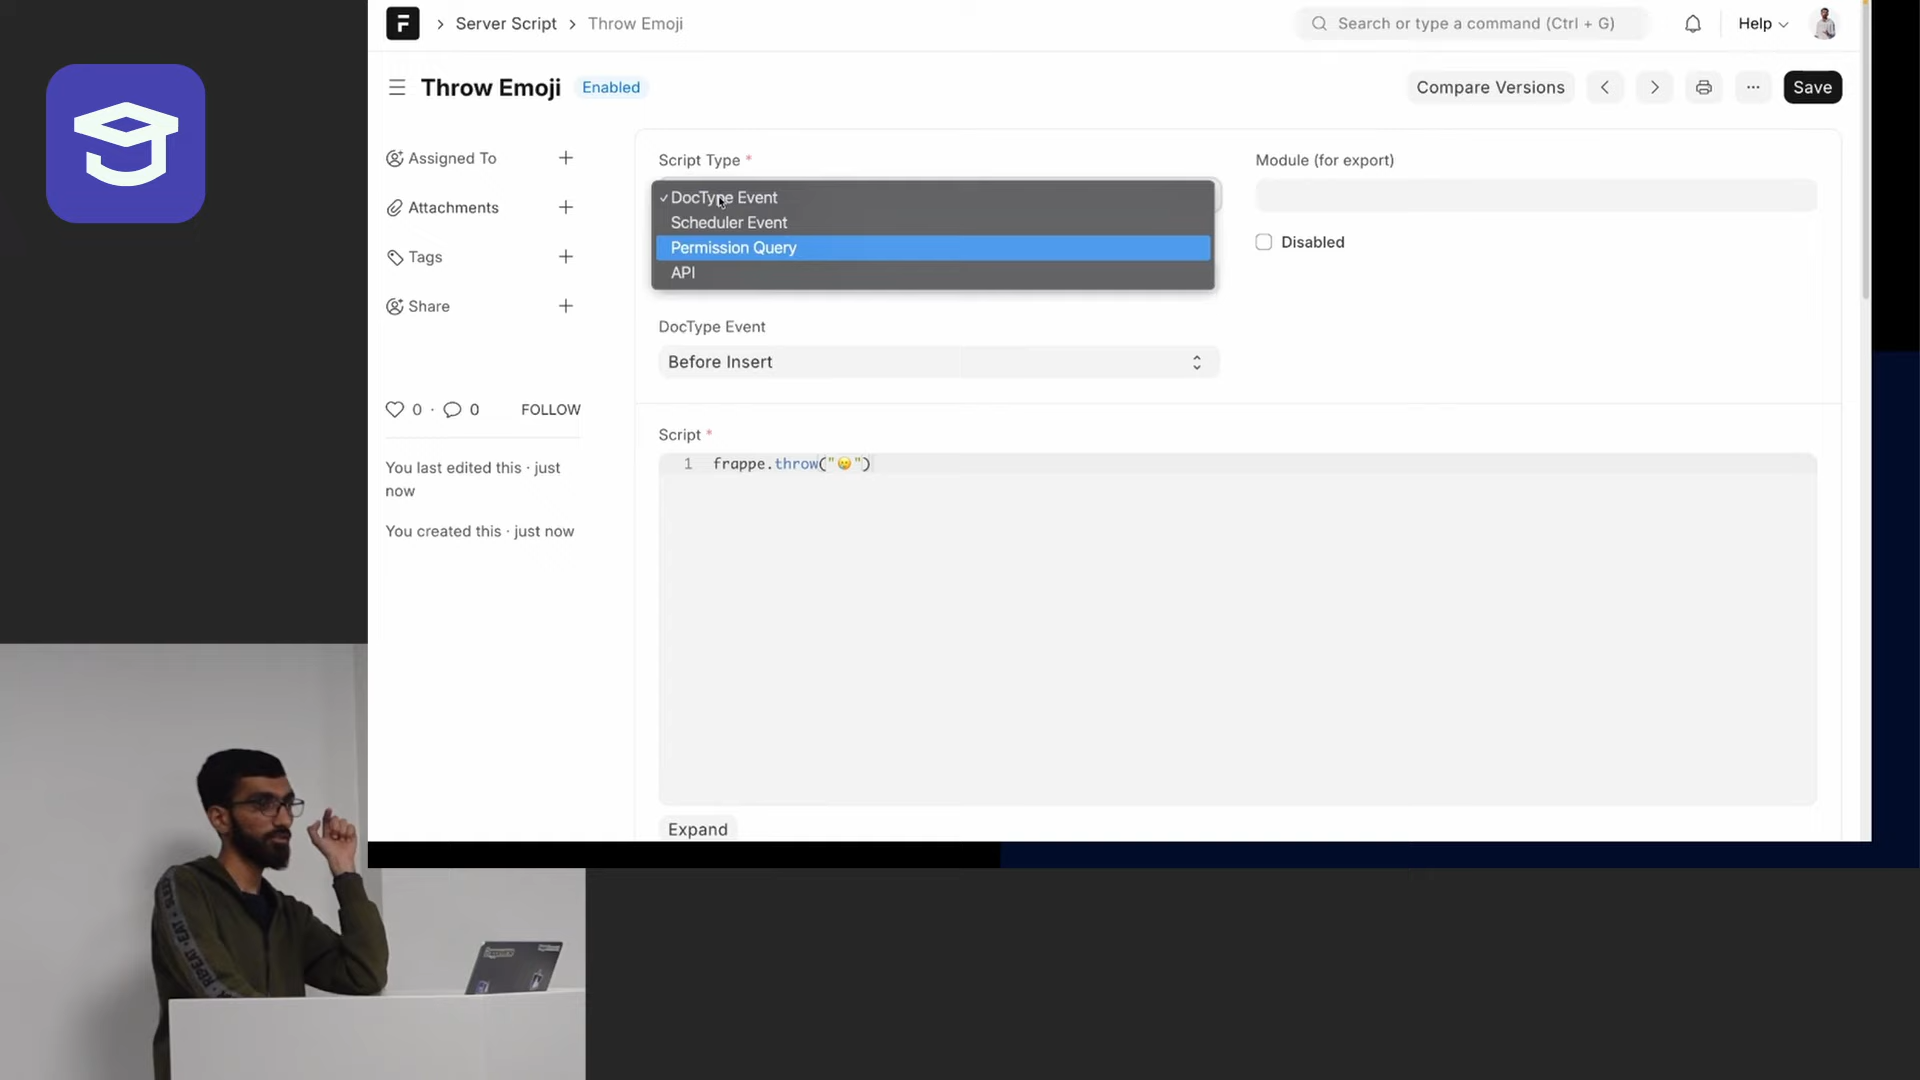 Server Script
Throw Emoji
Search or type a command (Ctrl + G)
Help
Throw Emoji
Enabled
Compare Versions
Save
Assigned To
Attachments
Tags
Share
0 · 0
FOLLOW
You last edited this · just
now
You created this · just now
Script Type *
✓ DocType Event
Scheduler Event
Permission Query
API
Module (for export)
Disabled
DocType Event
Before Insert
Script *
1 frappe.throw("😢")
Expand
EAT
REPEAT